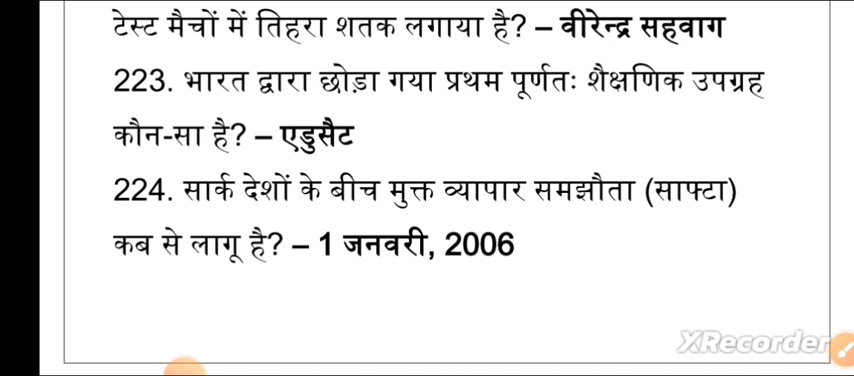 टेस्ट मैचों में तिहरा शतक लगाया है? – वीरेन्द्र सहवाग
223. भारत द्वारा छोड़ा गया प्रथम पूर्णतः शैक्षणिक उपग्रह
कौन-सा है? – एडुसैट
224. सार्क देशों के बीच मुक्त व्यापार समझौता (साफ्टा)
कब से लागू है? – 1 जनवरी, 2006
XRecorder